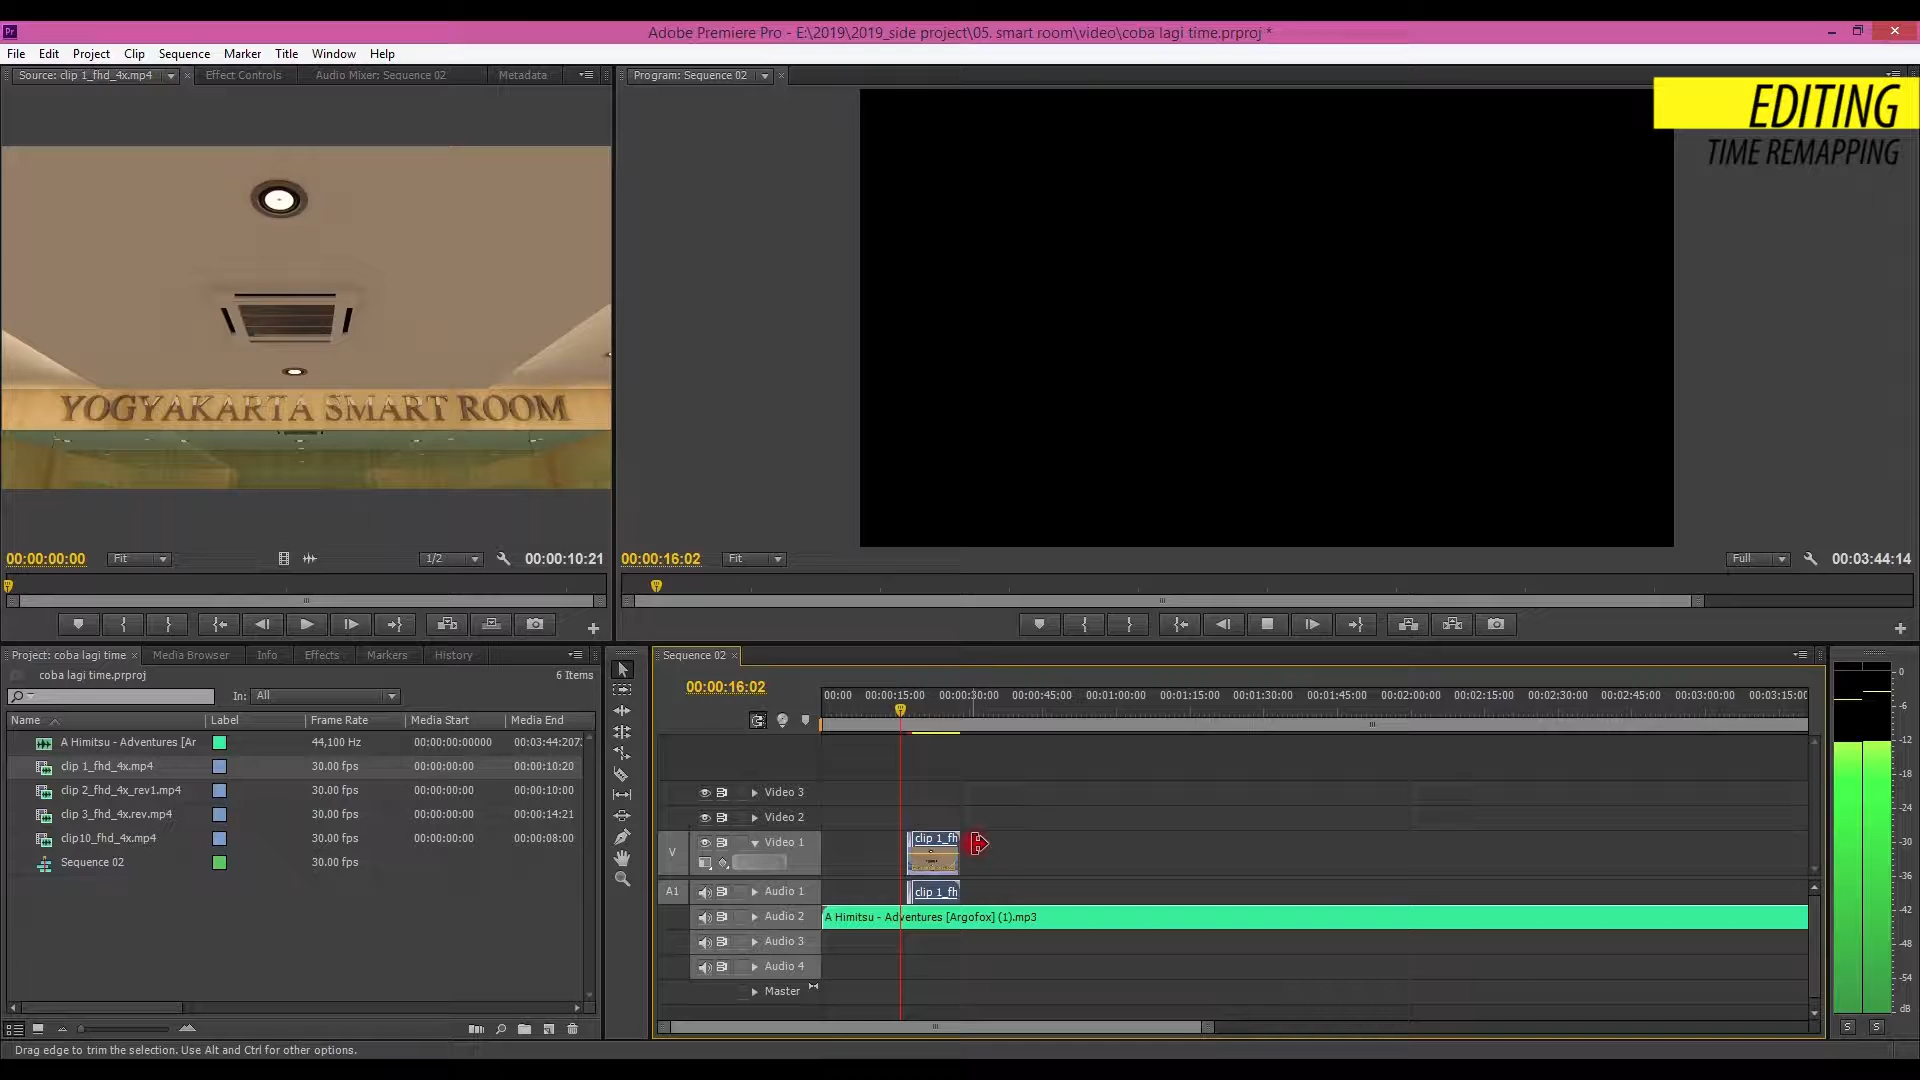 Pr
Adobe Premiere Pro - E:\2019\2019_side project\05. smart room\video\coba lagi time.prproj *
File Edit Project Clip Sequence Marker Title Window Help
Source: clip 1_fhd_4x.mp4 Effect Controls Audio Mixer: Sequence 02 Metadata
Program: Sequence 02
EDITING
TIME REMAPPING
YOGYAKARTA SMART ROOM
00:00:00:00 Fit 1/2 00:00:10:21
00:00:16:02 Fit Full 00:03:44:14
Project: coba lagi time Media Browser Info Effects Markers History
coba lagi time.prproj 6 Items
In: All
Name Label Frame Rate Media Start Media End
A Himitsu - Adventures [Ar 44,100 Hz 00:00:00:00000 00:03:44:207
clip 1_fhd_4x.mp4 30.00 fps 00:00:00:00 00:00:10:20
clip 2_fhd_4x_rev1.mp4 30.00 fps 00:00:00:00 00:00:10:00
clip 3_fhd_4x.rev.mp4 30.00 fps 00:00:00:00 00:00:14:21
clip10_fhd_4x.mp4 30.00 fps 00:00:00:00 00:00:08:00
Sequence 02 30.00 fps
Sequence 02
00:00:16:02
00:00 00:00:15:00 00:00:30:00 00:00:45:00 00:01:00:00 00:01:15:00 00:01:30:00 00:01:45:00 00:02:00:00 00:02:15:00 00:02:30:00 00:02:45:00 00:03:00:00 00:03:15:00
Video 3
Video 2
V Video 1 clip 1_fh
A1 Audio 1 clip 1_fh
Audio 2 A Himitsu - Adventures [Argofox] (1).mp3
Audio 3
Audio 4
Master
0
-6
-12
-18
-24
-30
-36
-42
-48
-54
dB
S S
Drag edge to trim the selection. Use Alt and Ctrl for other options.